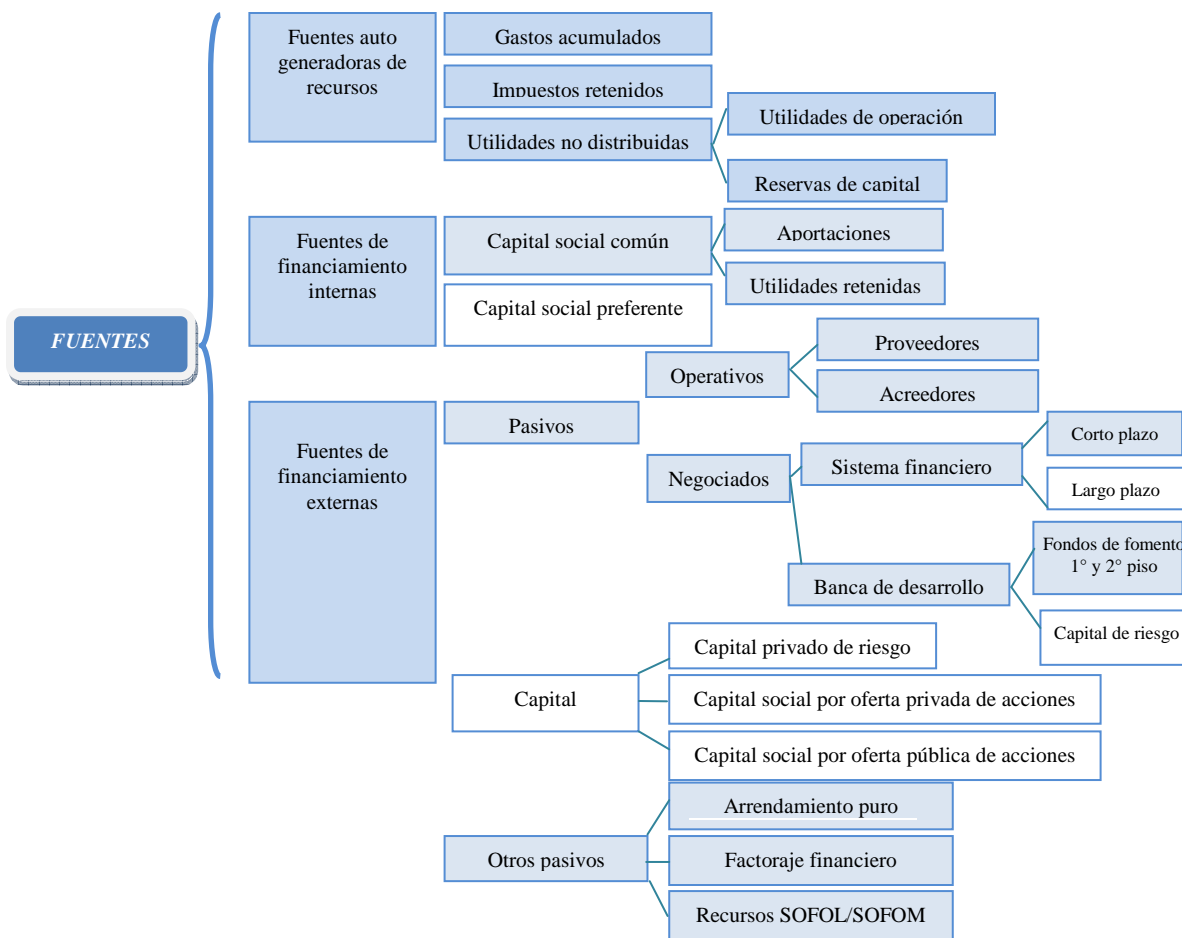 FUENTES
Fuentes auto
generadoras de
recursos
Gastos acumulados
Impuestos retenidos
Utilidades no distribuidas
Utilidades de operación
Reservas de capital
Fuentes de
financiamiento
internas
Capital social común
Aportaciones
Utilidades retenidas
Capital social preferente
Fuentes de
financiamiento
externas
Pasivos
Operativos
Proveedores
Acreedores
Negociados
Sistema financiero
Corto plazo
Largo plazo
Banca de desarrollo
Fondos de fomento
1° y 2° piso
Capital de riesgo
Capital
Capital privado de riesgo
Capital social por oferta privada de acciones
Capital social por oferta pública de acciones
Otros pasivos
Arrendamiento puro
Factoraje financiero
Recursos SOFOL/SOFOM